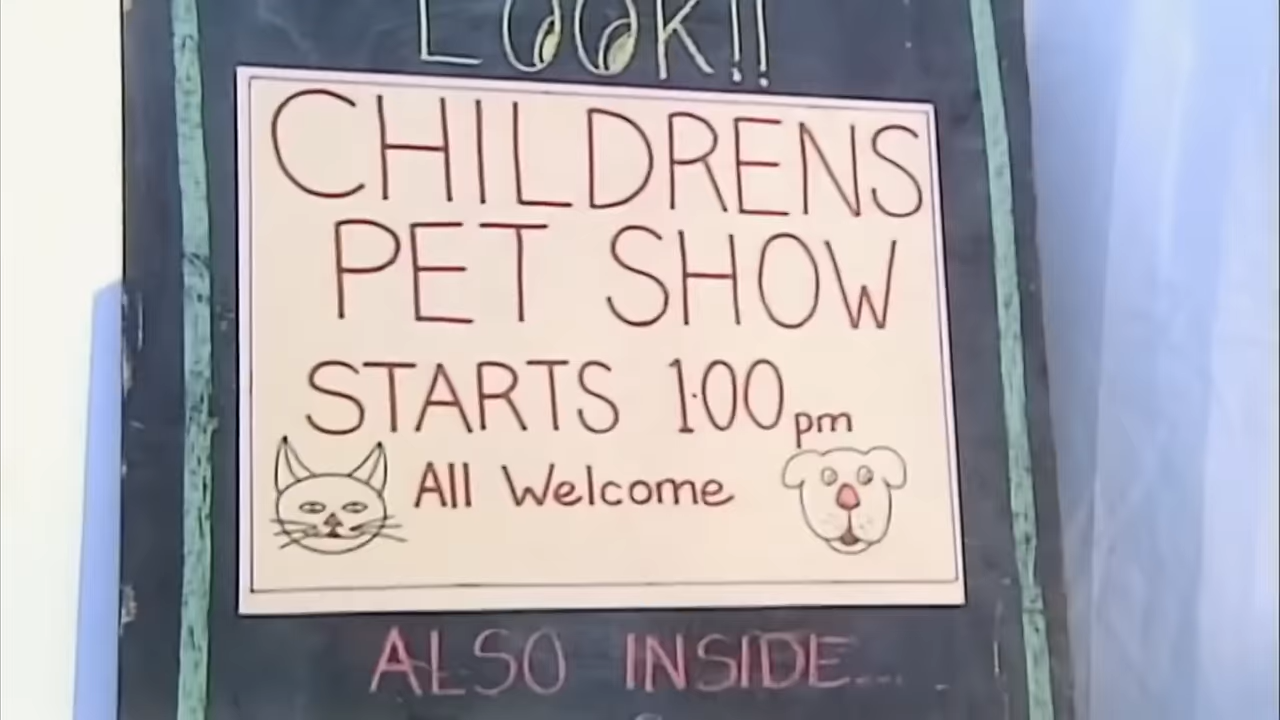 LOOK!!
CHILDRENS
PET SHOW
STARTS 1·00 pm
All Welcome
ALSO INSIDE...